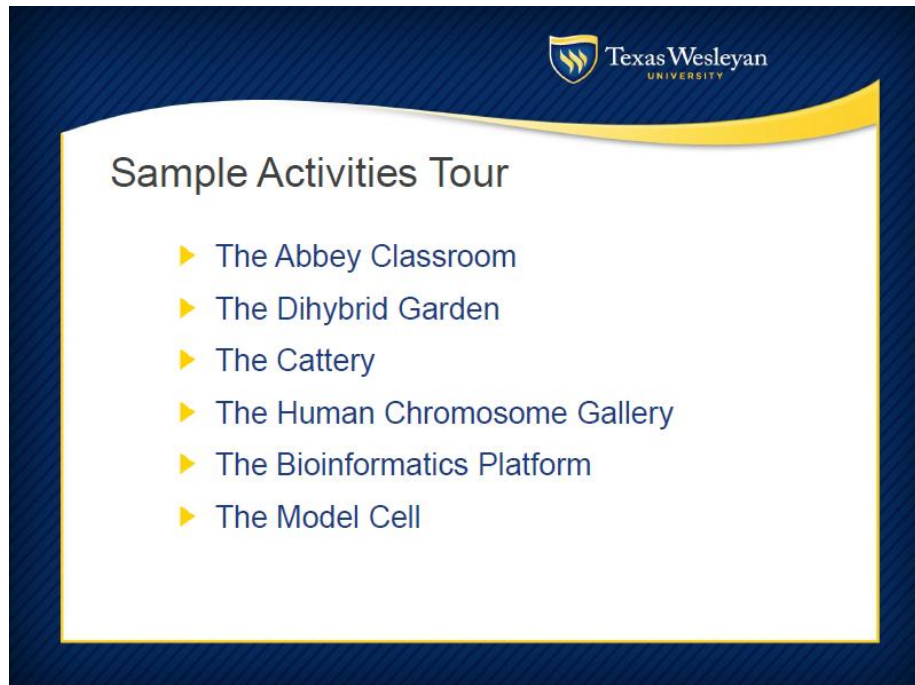 Texas Wesleyan
UNIVERSITY
Sample Activities Tour
The Abbey Classroom
The Dihybrid Garden
The Cattery
The Human Chromosome Gallery
The Bioinformatics Platform
The Model Cell